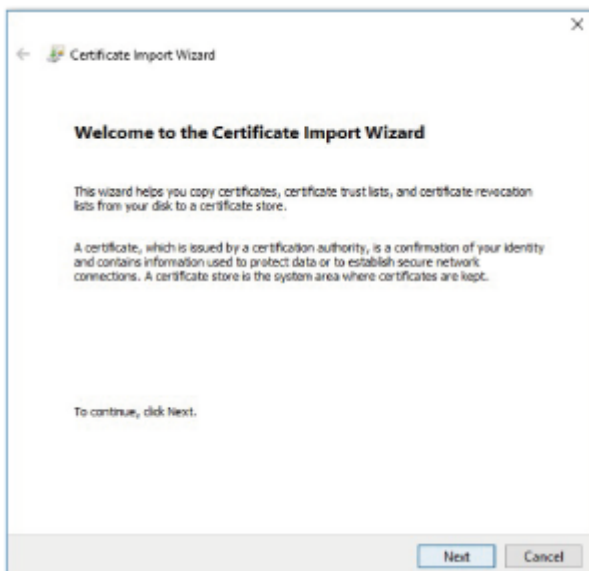 Certificate Import Wizard
Welcome to the Certificate Import Wizard
This wizard helps you copy certificates, certificate trust lists, and certificate revocation
lists from your disk to a certificate store.
A certificate, which is issued by a certification authority, is a confirmation of your identity
and contains information used to protect data or to establish secure network
connections. A certificate store is the system area where certificates are kept.
To continue, click Next.
Next Cancel